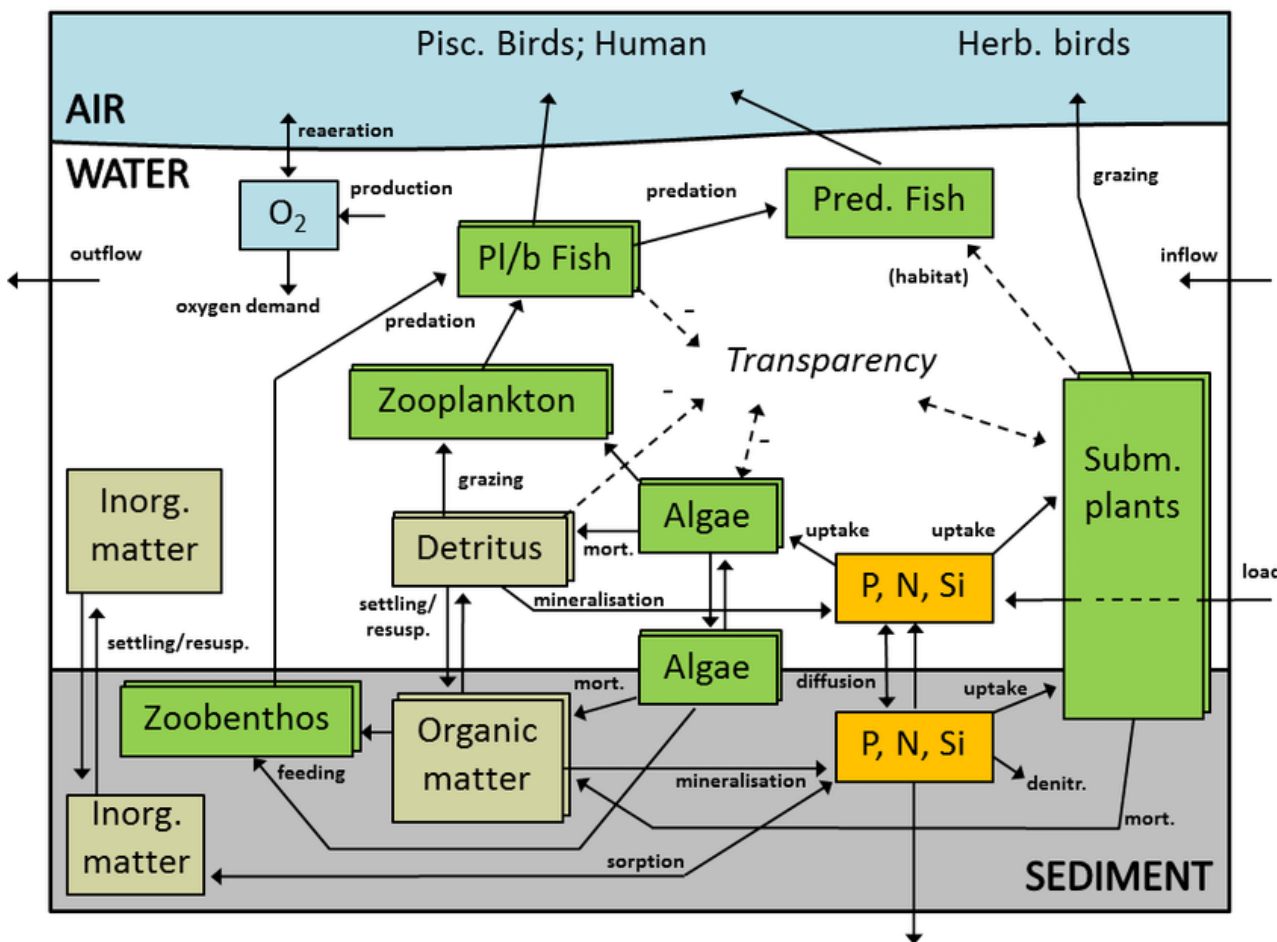 Pisc. Birds; Human
Herb. birds
AIR
reaeration
WATER
production
O₂
predation
Pred. Fish
grazing
outflow
Pl/b Fish
(habitat)
inflow
oxygen demand
predation
-
Transparency
Zooplankton
-
-
grazing
Subm.
plants
Inorg.
matter
Algae
uptake
uptake
Detritus
mort.
P, N, Si
load
settling/
resusp.
mineralisation
settling/resusp.
Algae
mort.
diffusion
uptake
Zoobenthos
Organic
matter
P, N, Si
feeding
mineralisation
denitr.
Inorg.
matter
mort.
sorption
SEDIMENT